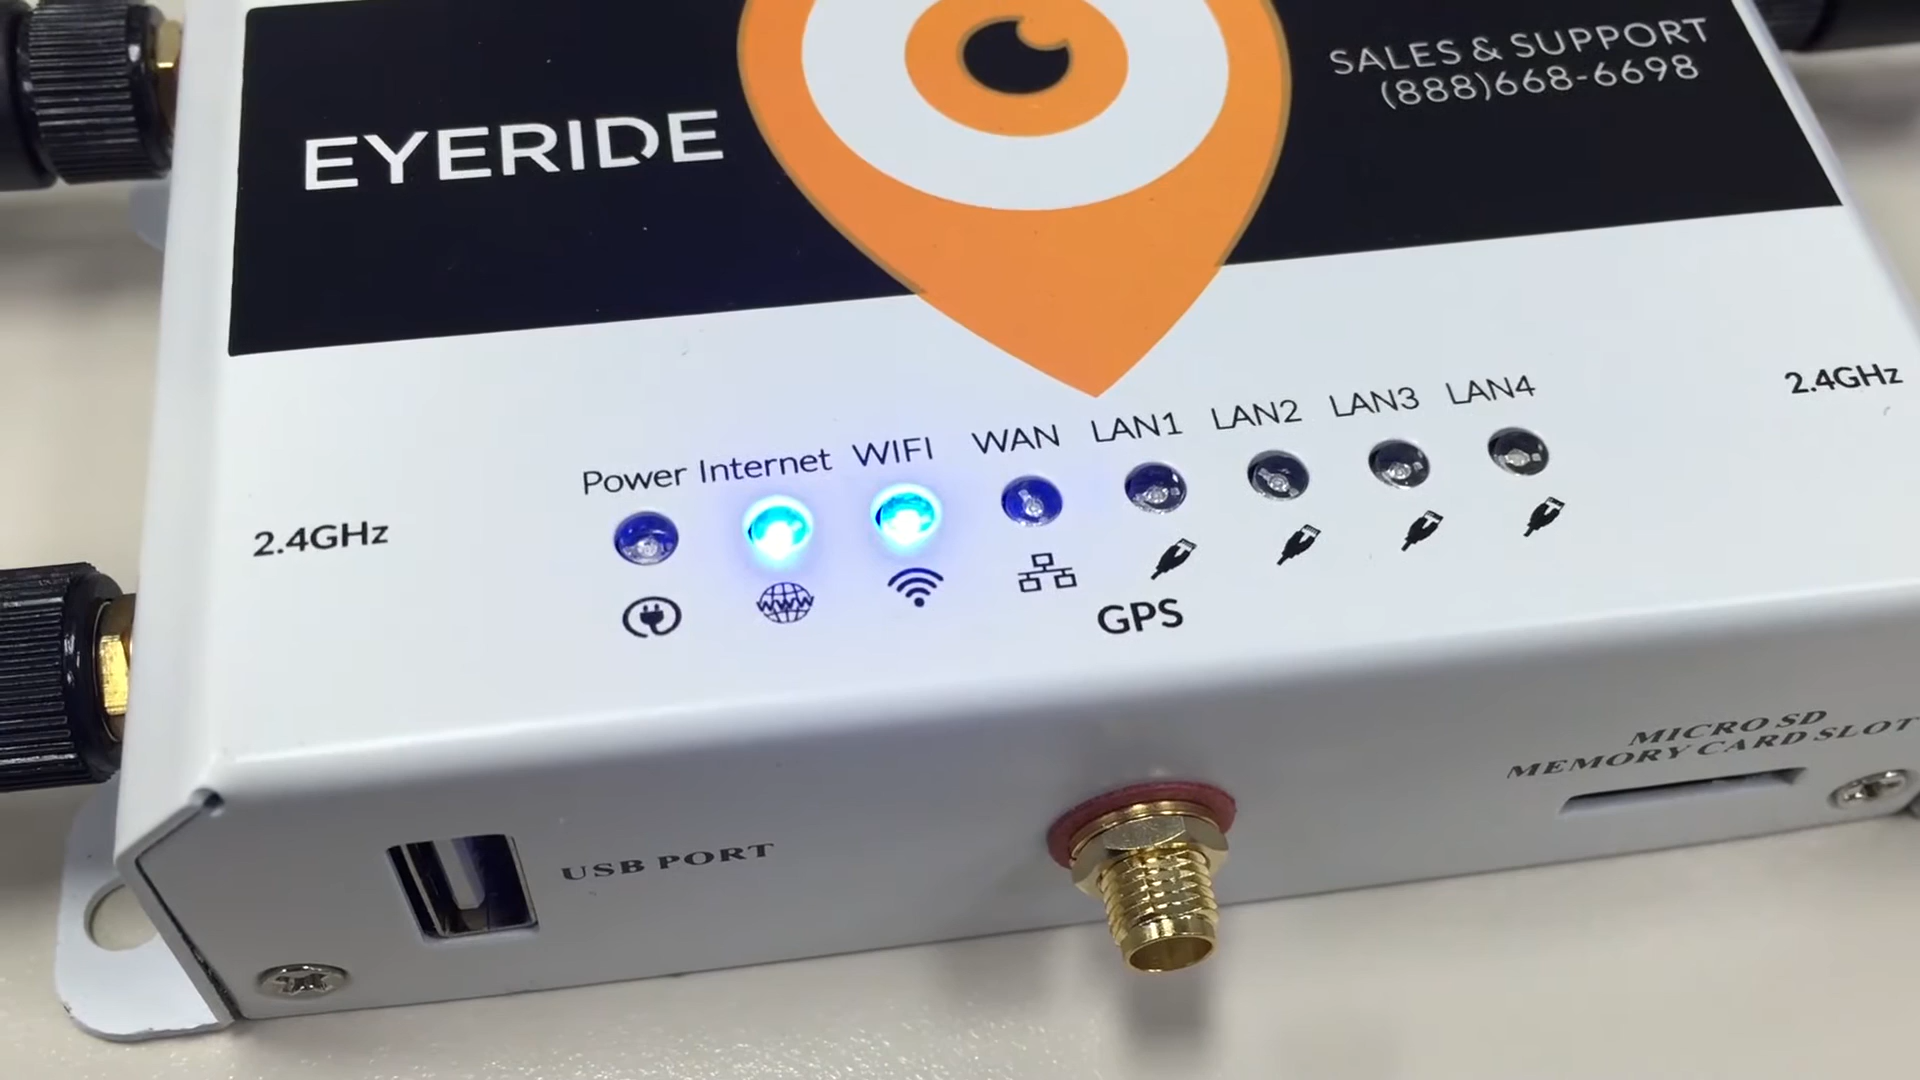 EYERIDE
SALES & SUPPORT
(888)668-6698
Power Internet WIFI WAN LAN1 LAN2 LAN3 LAN4
www
2.4GHz
2.4GHz
GPS
USB PORT
MICRO SD
MEMORY CARD SLOT